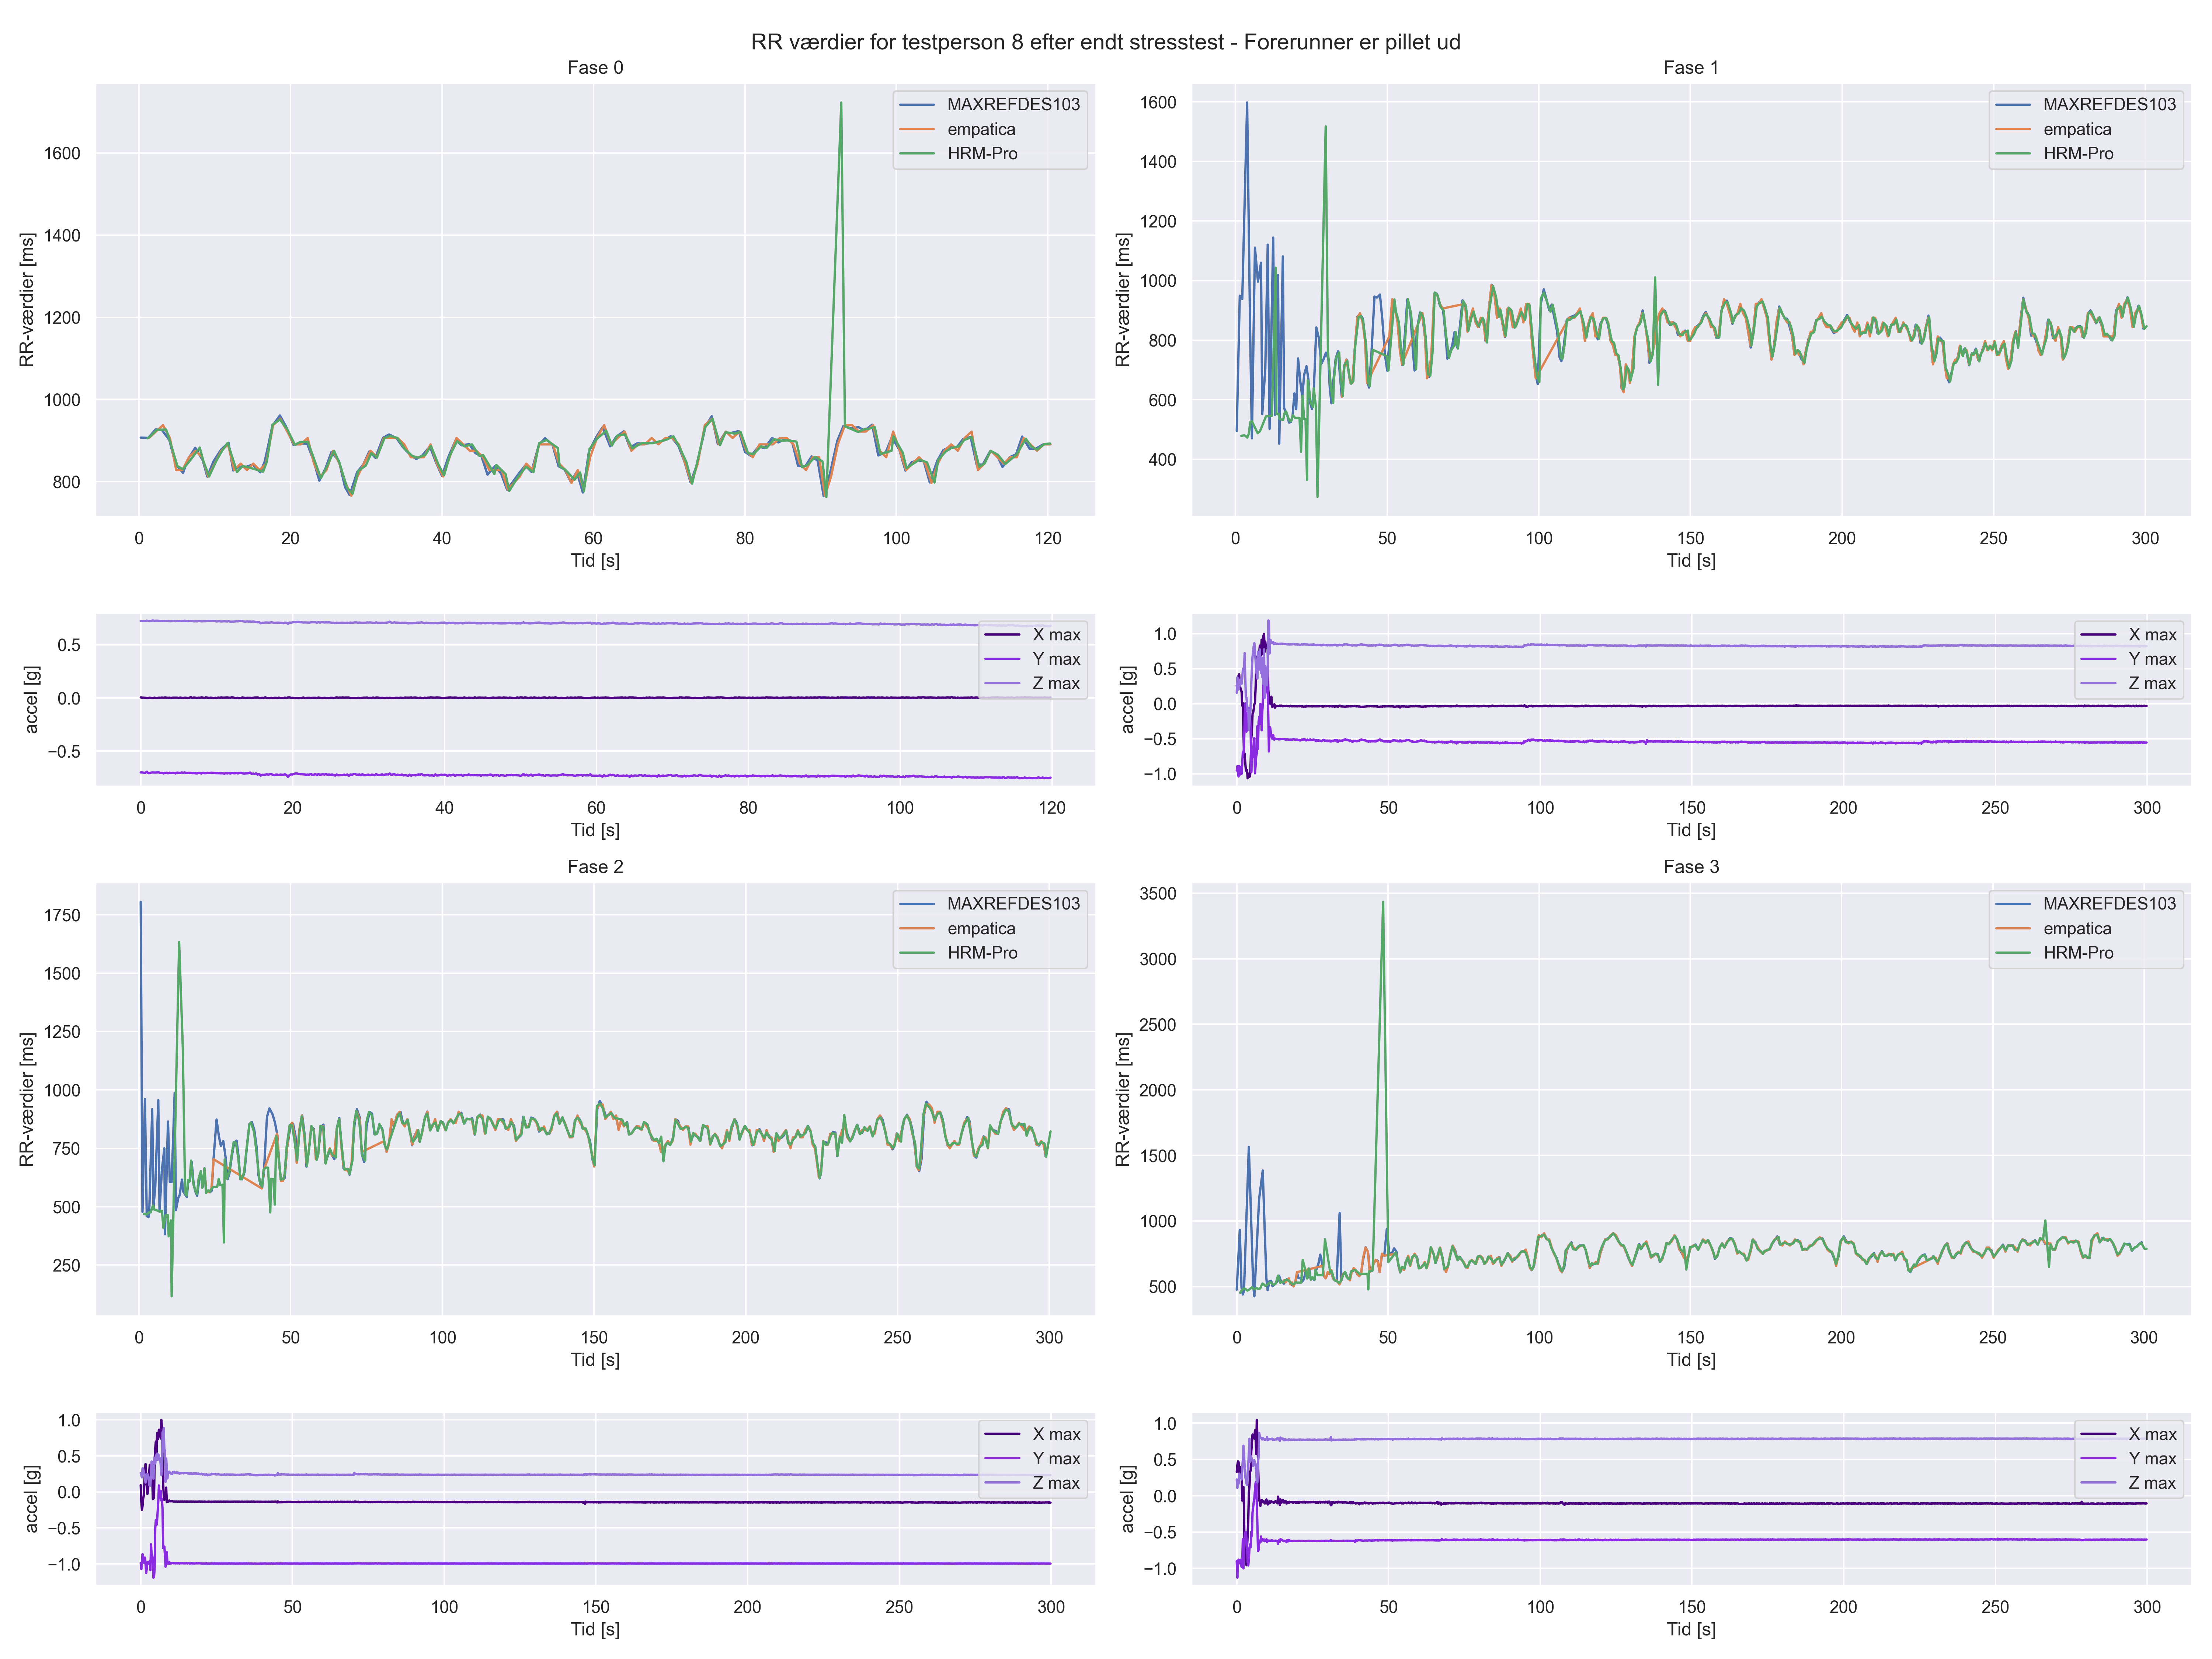 RR værdier for testperson 8 efter endt stresstest - Forerunner er pillet ud
Fase 0
RR-værdier [ms]
1600
1400
1200
1000
800
MAXREFDES103
empatica
HRM-Pro
0 20 40 60 80 100 120
Tid [s]
Fase 1
RR-værdier [ms]
1600
1400
1200
1000
800
600
400
MAXREFDES103
empatica
HRM-Pro
0 50 100 150 200 250 300
Tid [s]
accel [g]
0.5
0.0
−0.5
X max
Y max
Z max
0 20 40 60 80 100 120
Tid [s]
accel [g]
1.0
0.5
0.0
−0.5
−1.0
X max
Y max
Z max
0 50 100 150 200 250 300
Tid [s]
Fase 2
RR-værdier [ms]
1750
1500
1250
1000
750
500
250
MAXREFDES103
empatica
HRM-Pro
0 50 100 150 200 250 300
Tid [s]
Fase 3
RR-værdier [ms]
3500
3000
2500
2000
1500
1000
500
MAXREFDES103
empatica
HRM-Pro
0 50 100 150 200 250 300
Tid [s]
accel [g]
1.0
0.5
0.0
−0.5
−1.0
X max
Y max
Z max
0 50 100 150 200 250 300
Tid [s]
accel [g]
1.0
0.5
0.0
−0.5
−1.0
X max
Y max
Z max
0 50 100 150 200 250 300
Tid [s]